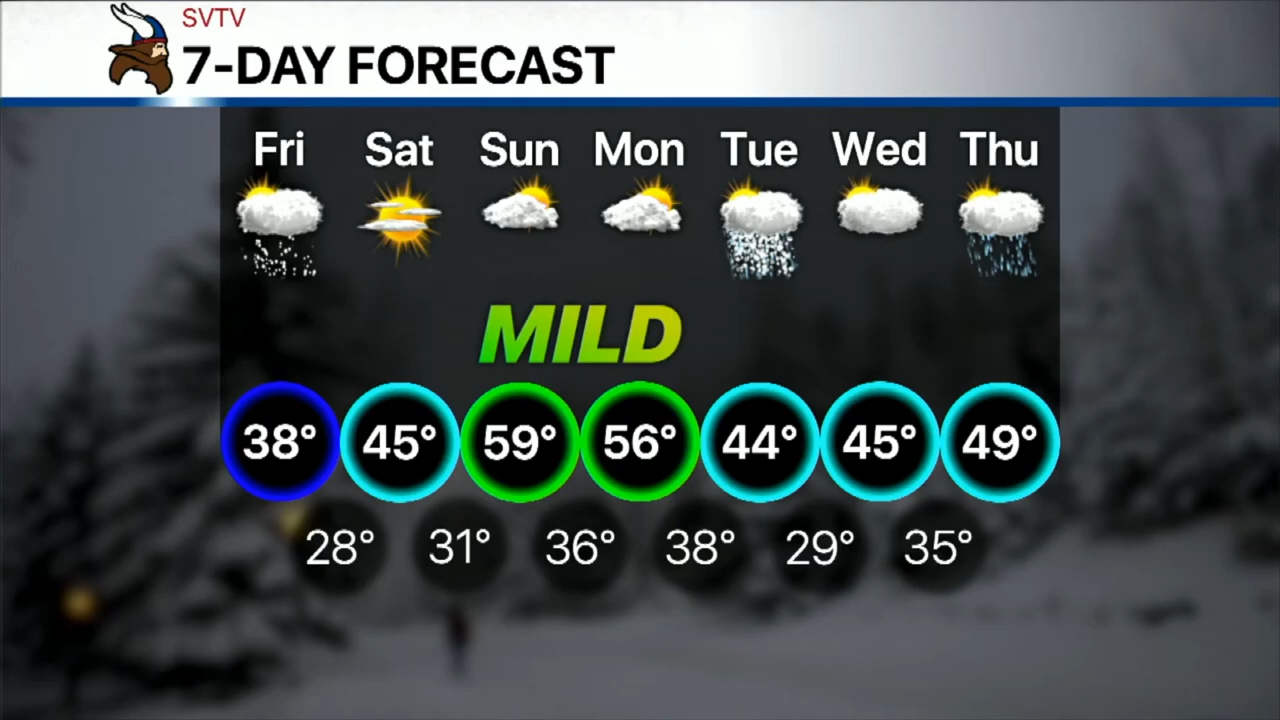 SVTV
7-DAY FORECAST
Fri Sat Sun Mon Tue Wed Thu
MILD
38° 45° 59° 56° 44° 45° 49°
28° 31° 36° 38° 29° 35°